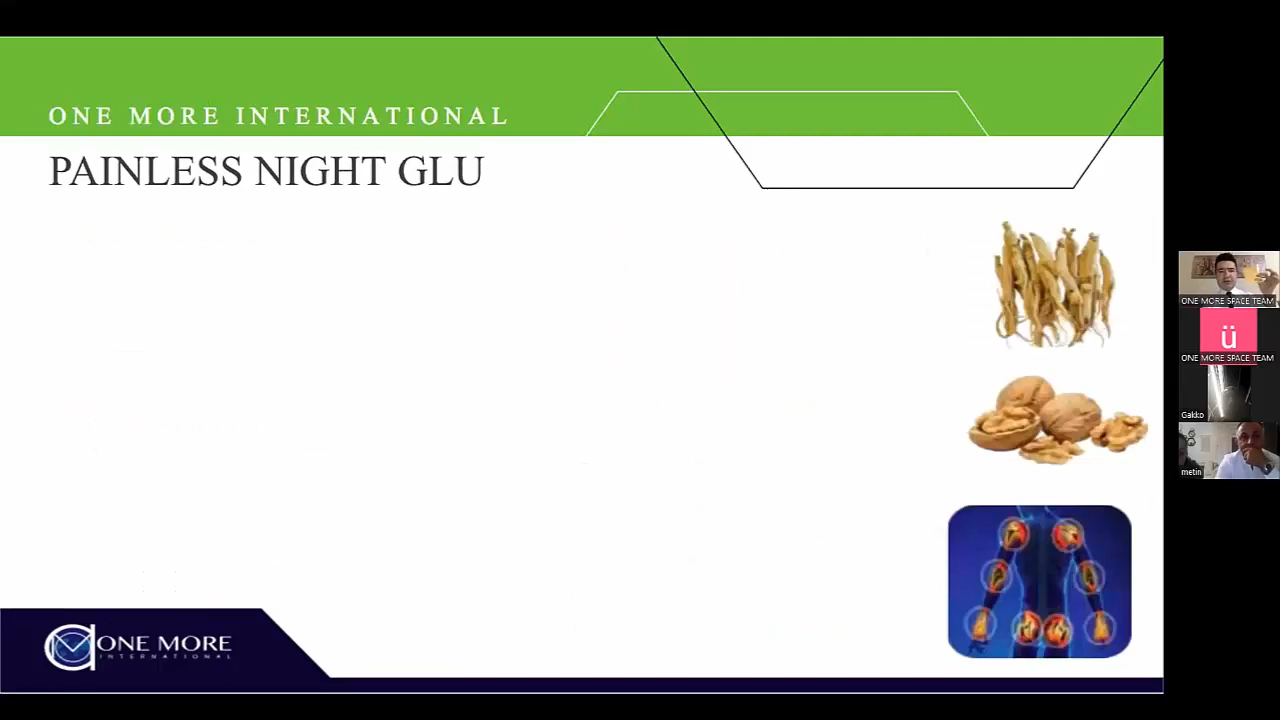 ONE MORE INTERNATIONAL
PAINLESS NIGHT GLU
ONE MORE
INTERNATIONAL
ONE MORE SPACE TEAM
ü
ONE MORE SPACE TEAM
Gakko
metin